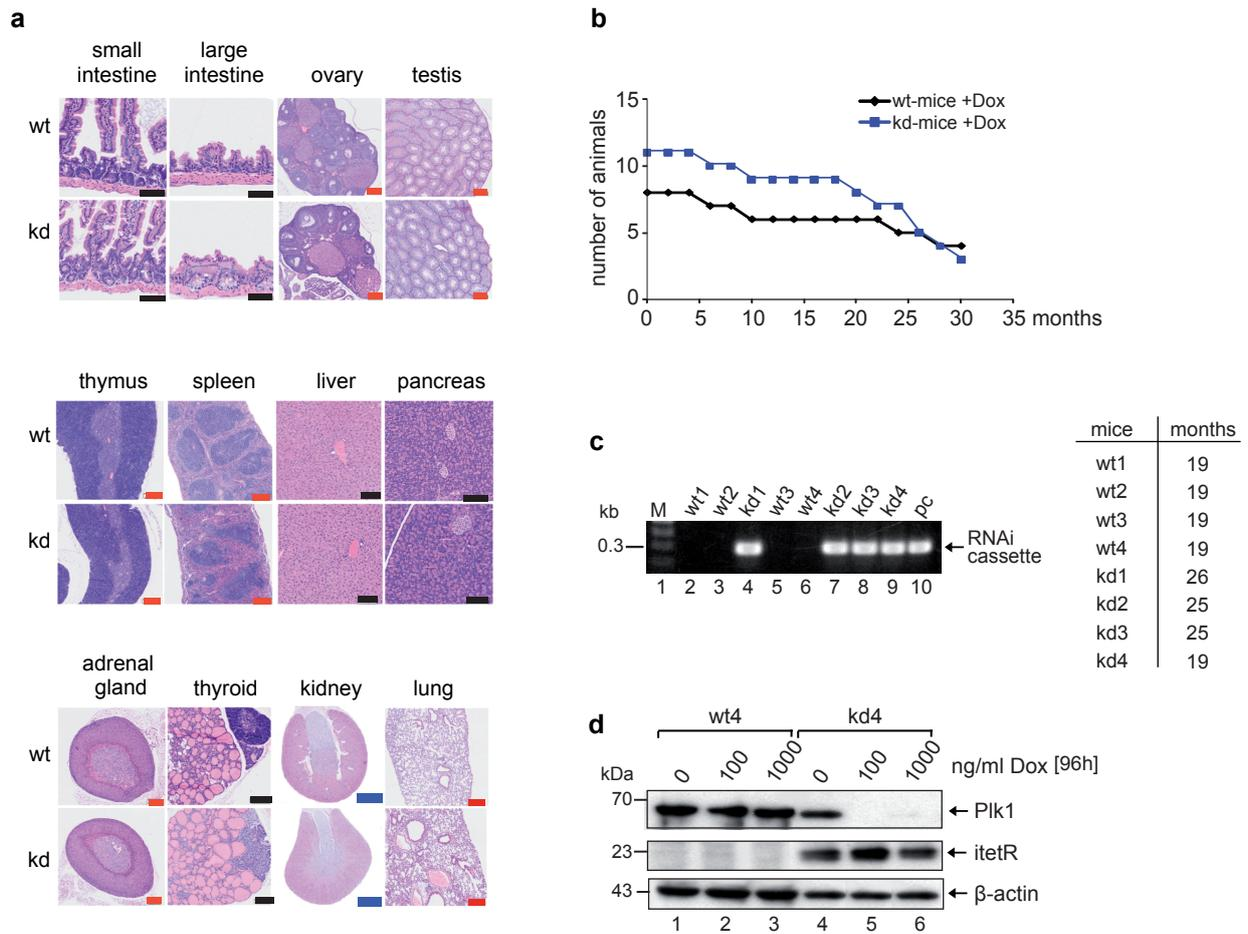 a
small large
intestine intestine ovary testis
wt
kd
thymus spleen liver pancreas
wt
kd
adrenal
gland thyroid kidney lung
wt
kd
b
number of animals
15
10
5
0
0 5 10 15 20 25 30 35 months
wt-mice +Dox
kd-mice +Dox
c
kb M wt1 wt2 kd1 wt3 wt4 kd2 kd3 kd4 pc
0.3
RNAi
cassette
1 2 3 4 5 6 7 8 9 10
mice months
wt1 19
wt2 19
wt3 19
wt4 19
kd1 26
kd2 25
kd3 25
kd4 19
d
wt4 kd4
0 100 1000 0 100 1000 ng/ml Dox [96h]
kDa
70 Plk1
23 itetR
43 β-actin
1 2 3 4 5 6